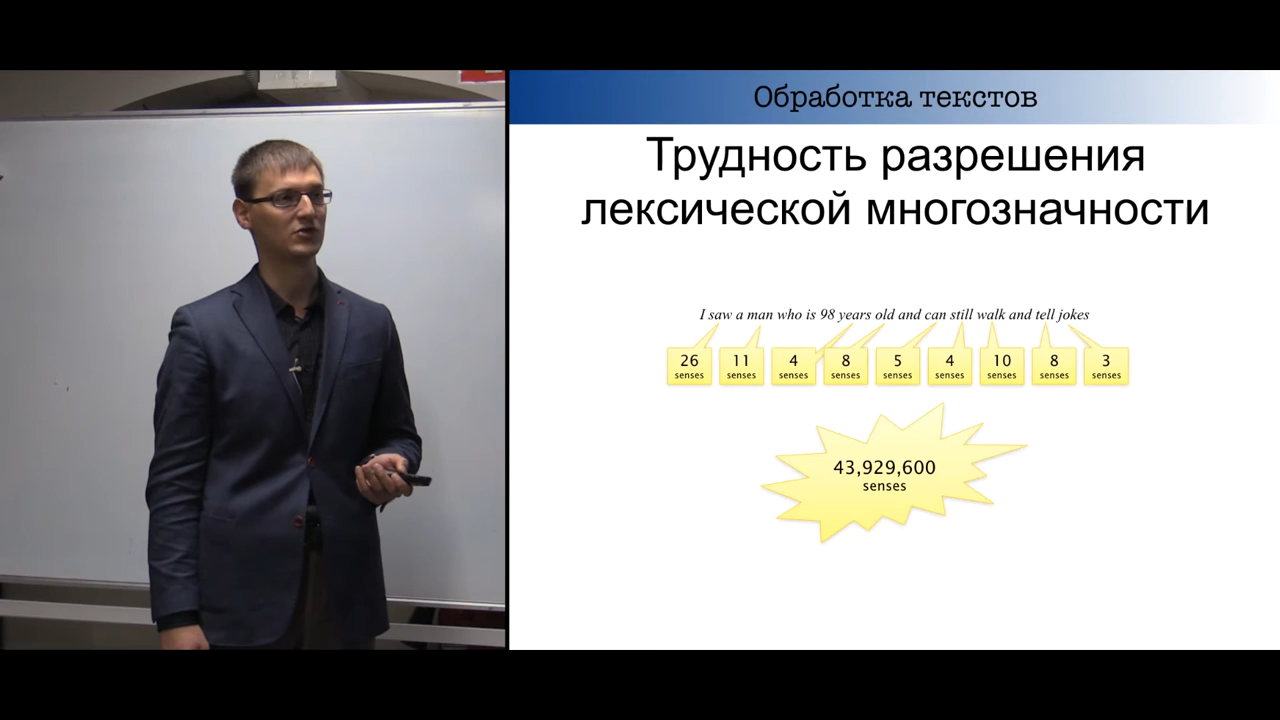 Обработка текстов
Трудность разрешения
лексической многозначности
I saw a man who is 98 years old and can still walk and tell jokes
26 11 4 8 5 4 10 8 3
senses senses senses senses senses senses senses senses senses
43,929,600
senses